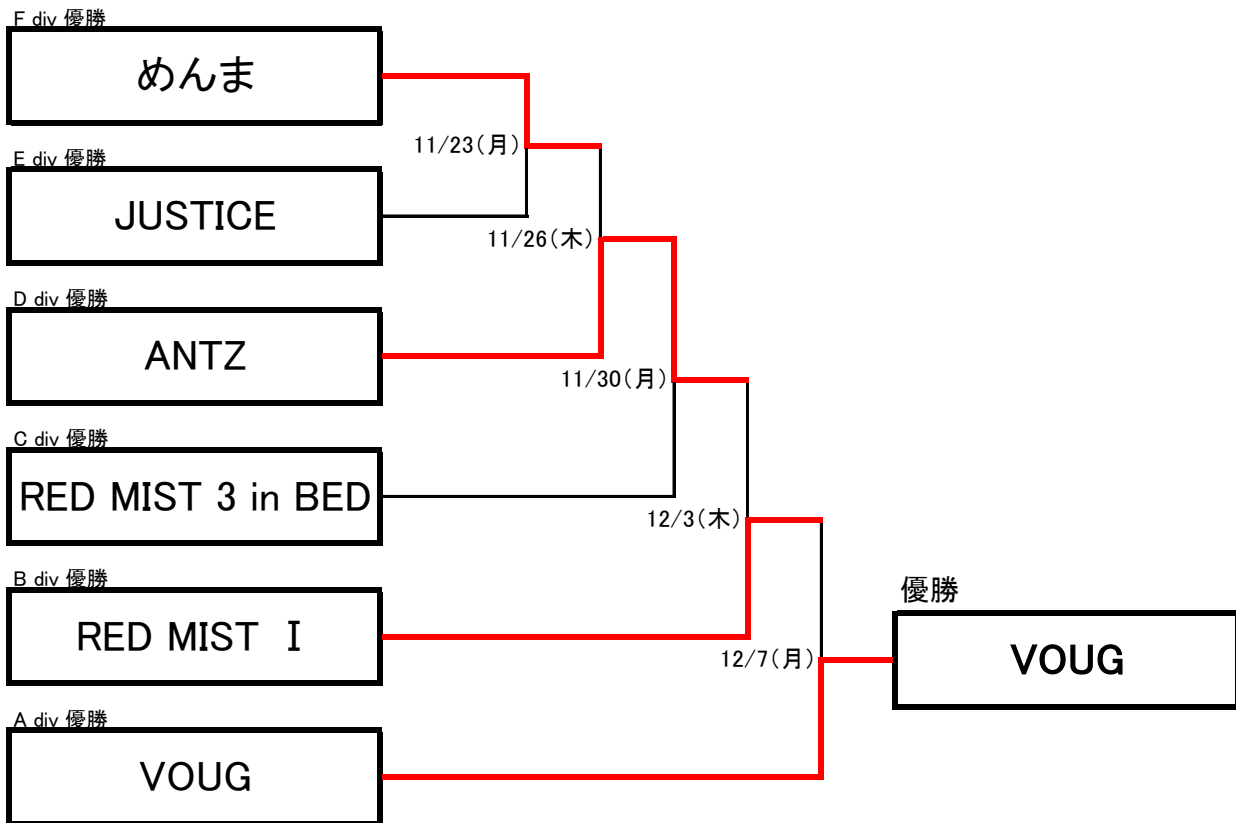 F div 優勝
めんま
11/23(月)
E div 優勝
JUSTICE
11/26(木)
D div 優勝
ANTZ
11/30(月)
C div 優勝
RED MIST 3 in BED
12/3(木)
B div 優勝
RED MIST Ⅰ
12/7(月)
A div 優勝
VOUG
優勝
VOUG